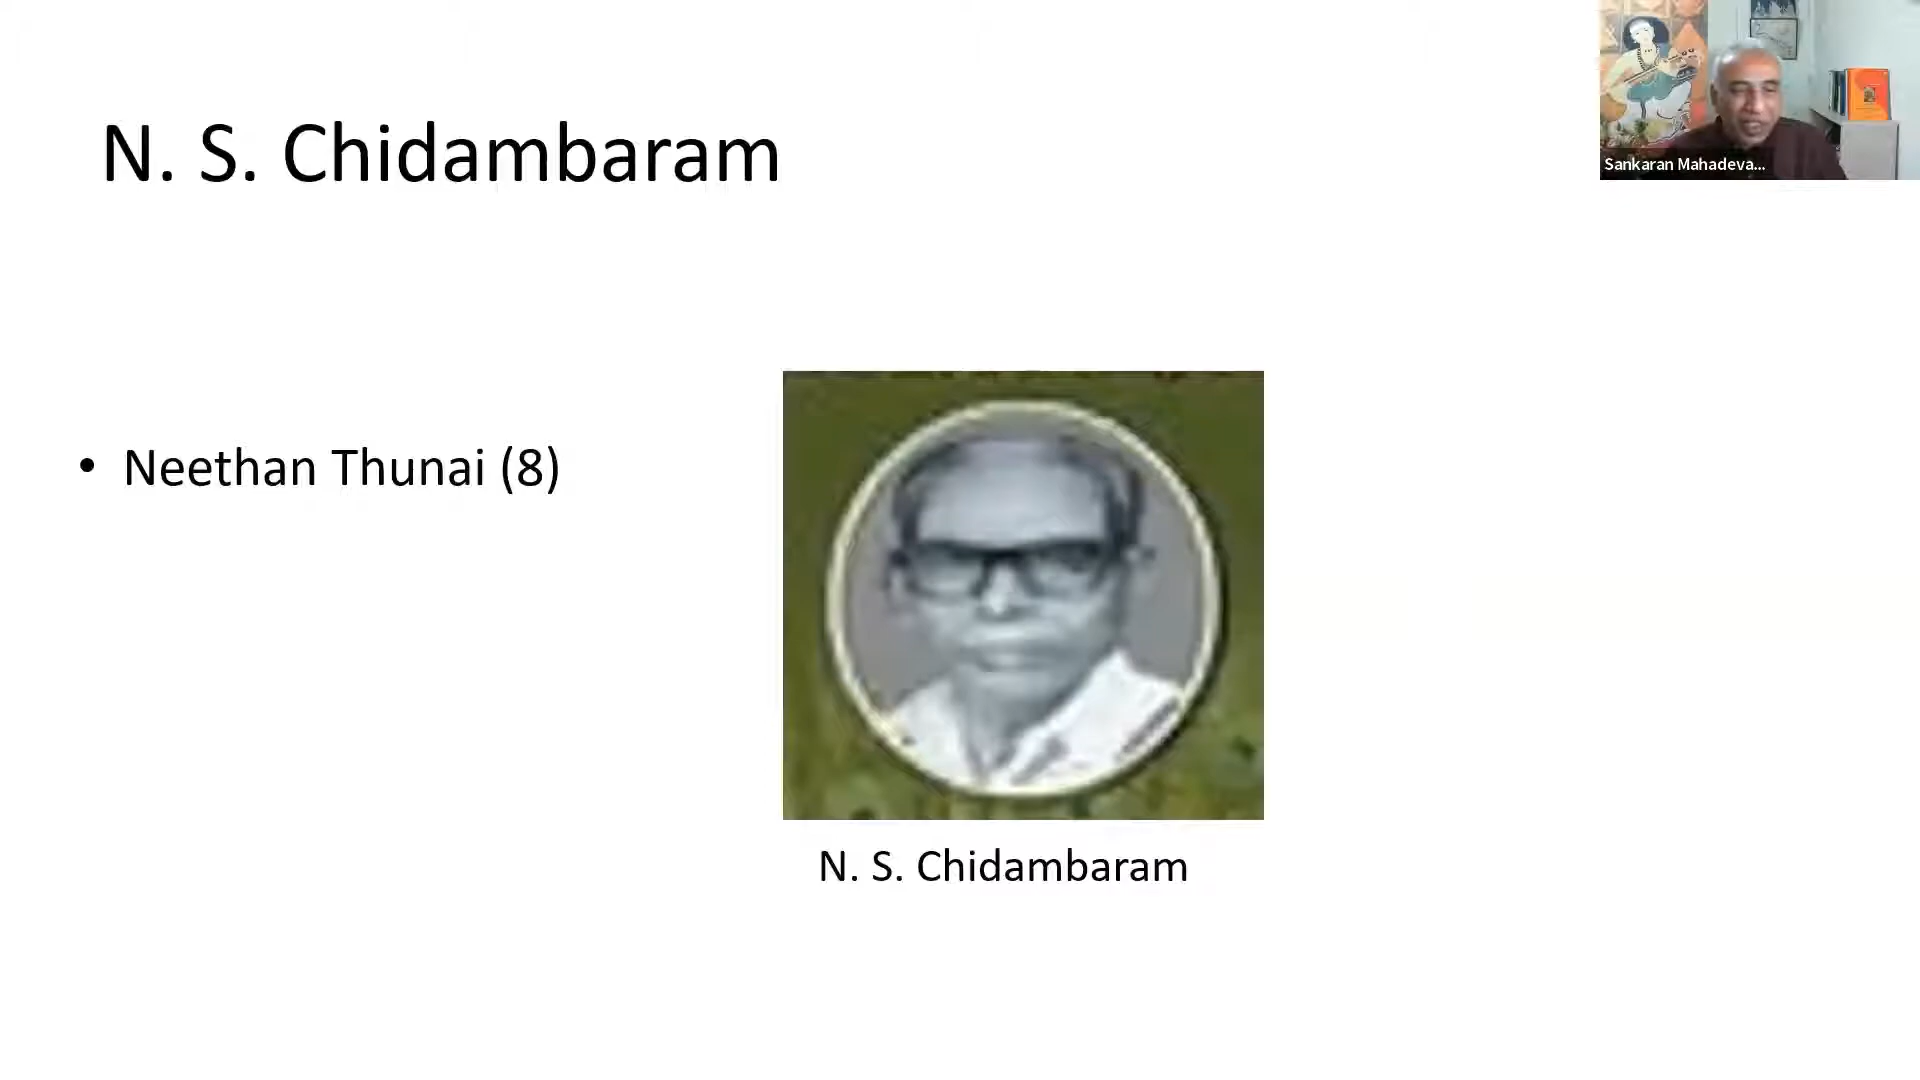 N. S. Chidambaram
Sankaran Mahadeva...
• Neethan Thunai (8)
N. S. Chidambaram